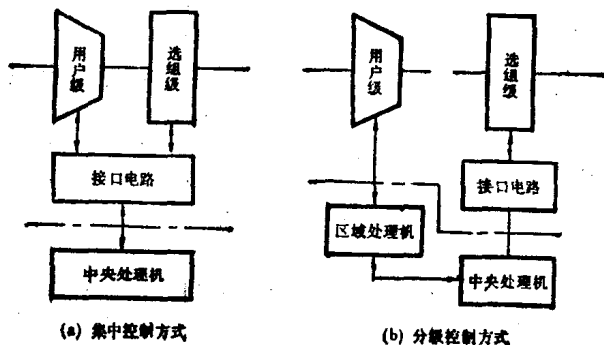 用户级
选组级
接口电路
中央处理机
(a) 集中控制方式
用户级
选组级
接口电路
区域处理机
中央处理机
(b) 分级控制方式